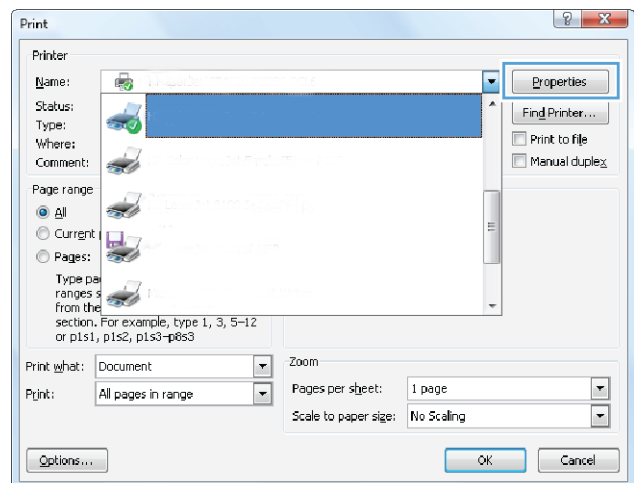 Print
Printer
Name:
Properties
Status:
Find Printer...
Type:
Where:
Print to file
Comment:
Manual duplex
Page range
All
Current
Pages:
Type
ranges
from the
section. For example, type 1, 3, 5–12
or p1s1, p1s2, p1s3–p8s3
Print what: Document
Zoom
Print: All pages in range
Pages per sheet: 1 page
Scale to paper size: No Scaling
Options...
OK
Cancel